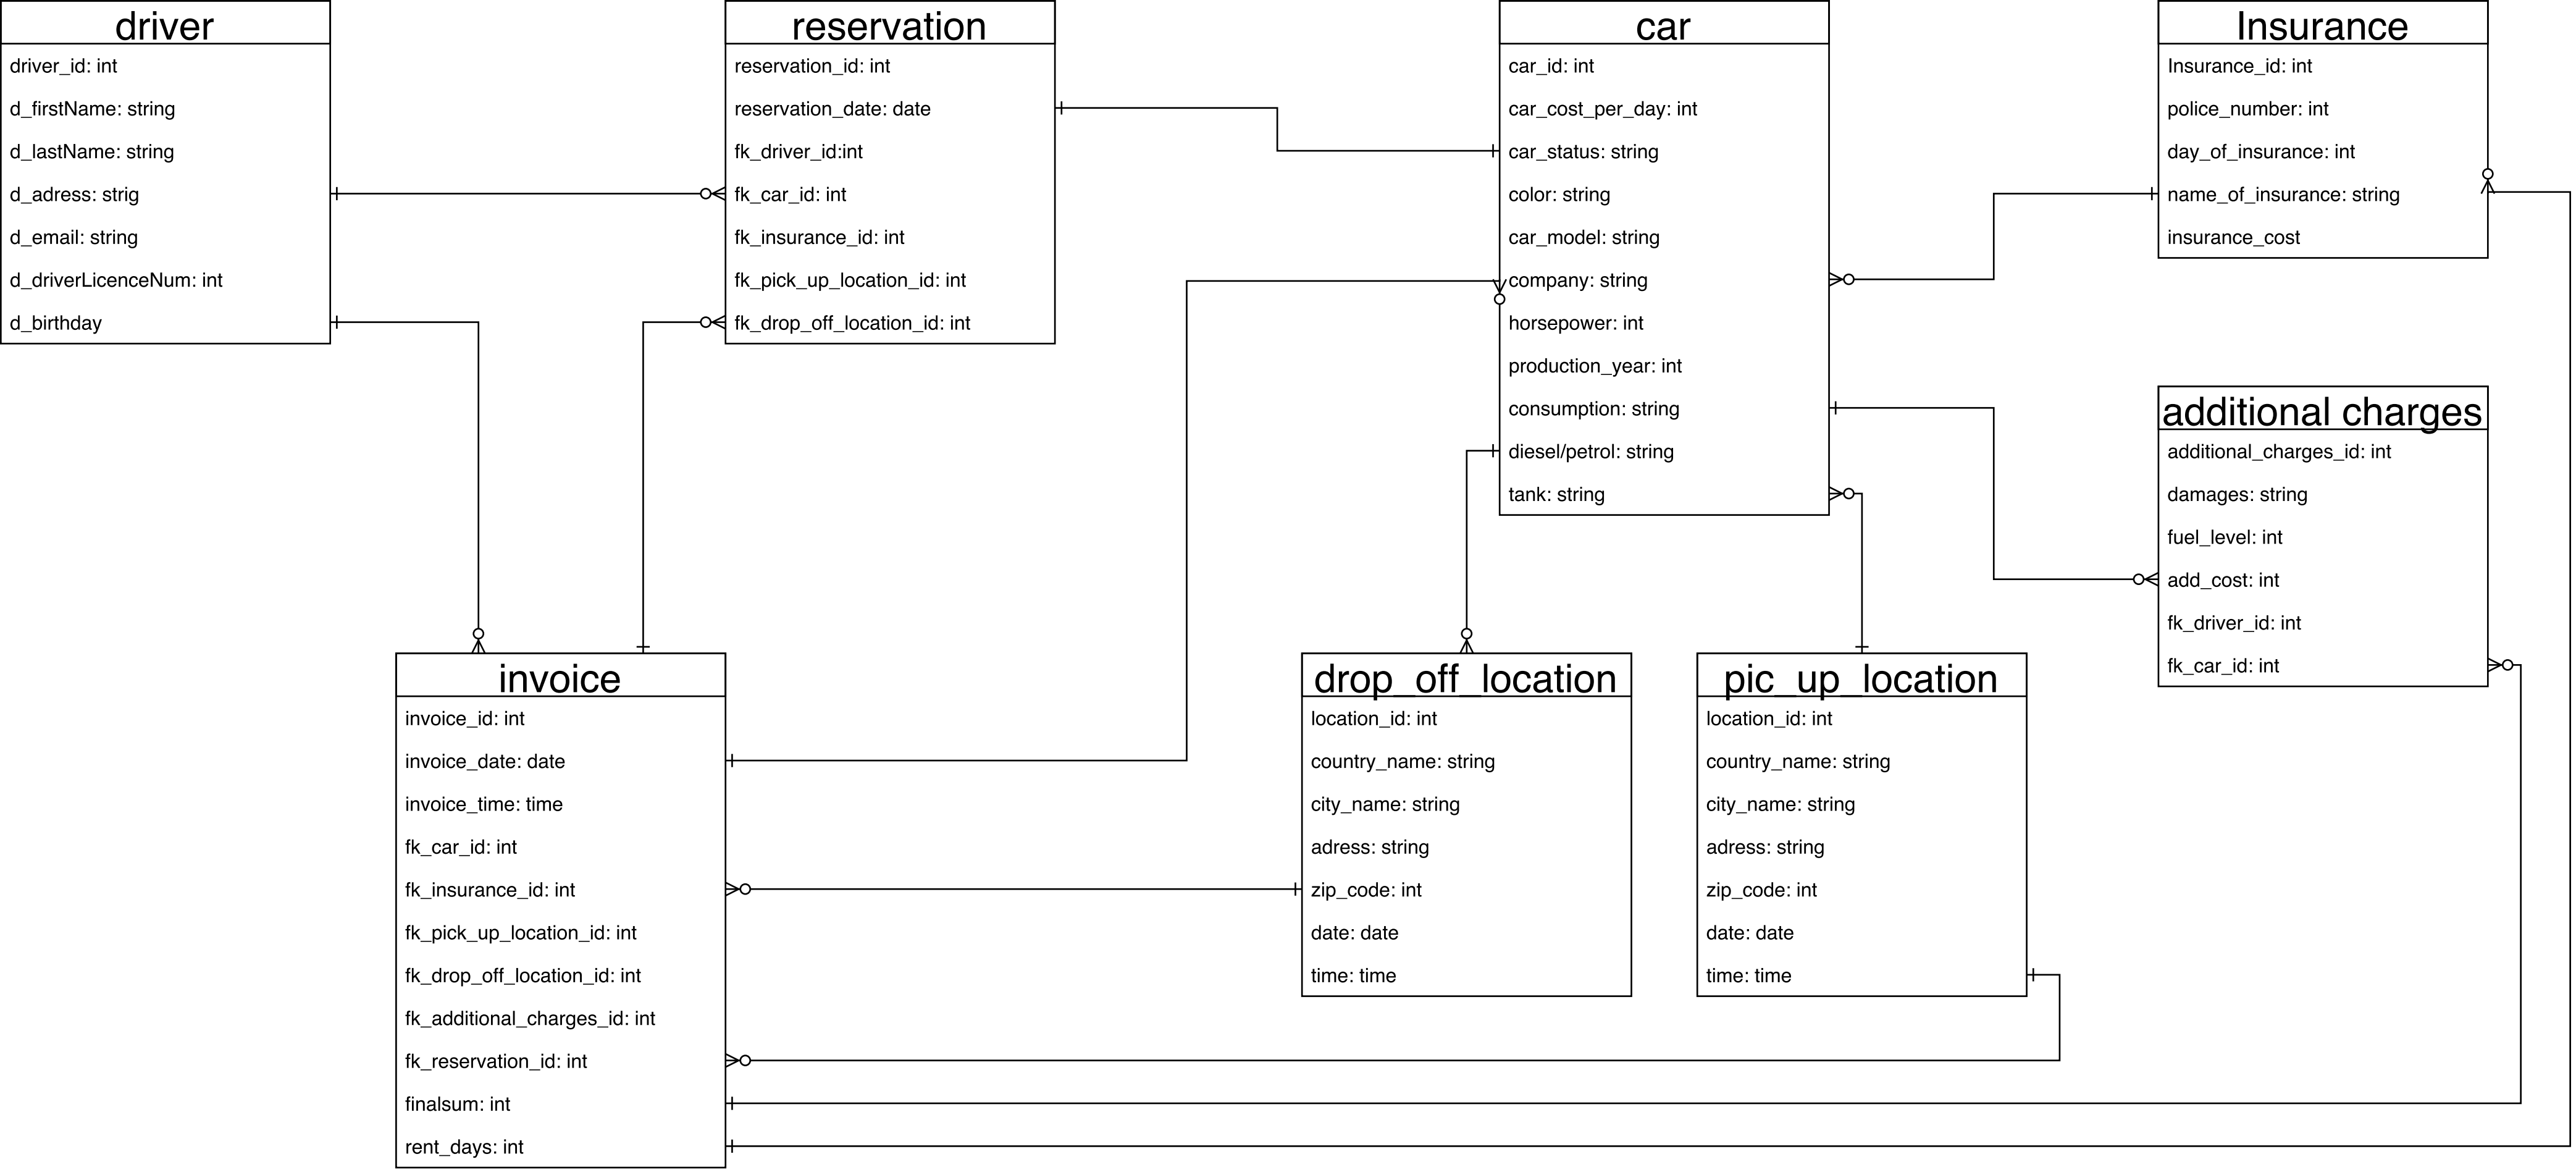 driver
driver_id: int
d_firstName: string
d_lastName: string
d_adress: strig
d_email: string
d_driverLicenceNum: int
d_birthday
reservation
reservation_id: int
reservation_date: date
fk_driver_id:int
fk_car_id: int
fk_insurance_id: int
fk_pick_up_location_id: int
fk_drop_off_location_id: int
car
car_id: int
car_cost_per_day: int
car_status: string
color: string
car_model: string
company: string
horsepower: int
production_year: int
consumption: string
diesel/petrol: string
tank: string
Insurance
Insurance_id: int
police_number: int
day_of_insurance: int
name_of_insurance: string
insurance_cost
additional charges
additional_charges_id: int
damages: string
fuel_level: int
add_cost: int
fk_driver_id: int
fk_car_id: int
invoice
invoice_id: int
invoice_date: date
invoice_time: time
fk_car_id: int
fk_insurance_id: int
fk_pick_up_location_id: int
fk_drop_off_location_id: int
fk_additional_charges_id: int
fk_reservation_id: int
finalsum: int
rent_days: int
drop_off_location
location_id: int
country_name: string
city_name: string
adress: string
zip_code: int
date: date
time: time
pic_up_location
location_id: int
country_name: string
city_name: string
adress: string
zip_code: int
date: date
time: time